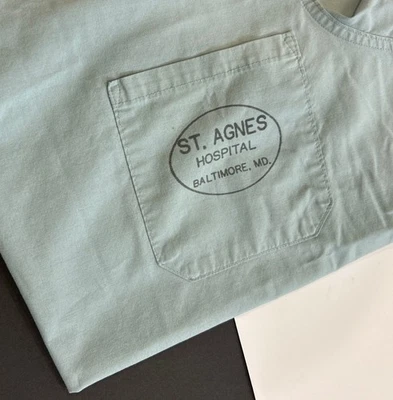 ST. AGNES
HOSPITAL
BALTIMORE, MD.